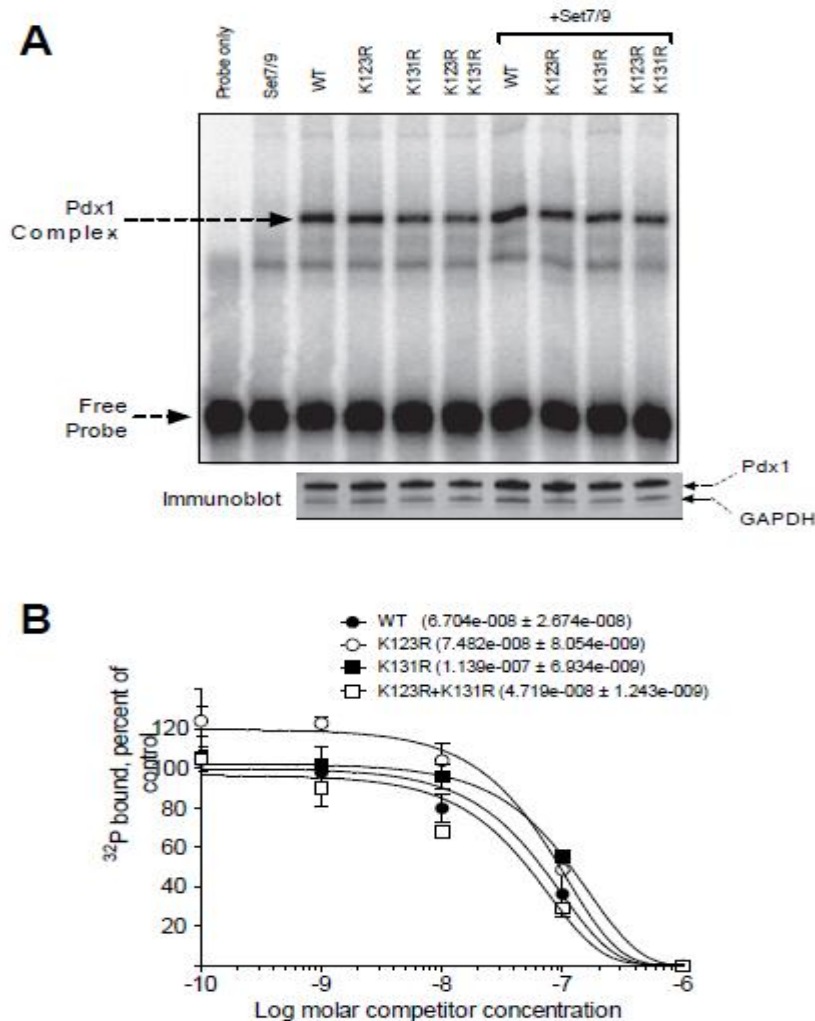 A
+Set7/9
Probe only
Set7/9
WT
K123R
K131R
K123R
K131R
WT
K123R
K131R
K123R
K131R
Pdx1
Complex
Free
Probe
Immunoblot
Pdx1
GAPDH
B
WT (6.704e-008 ± 2.674e-008)
K123R (7.482e-008 ± 8.054e-009)
K131R (1.139e-007 ± 6.934e-009)
K123R+K131R (4.719e-008 ± 1.243e-009)
32P bound, percent of
control
120
100
80
60
40
20
-10
-9
-8
-7
-6
Log molar competitor concentration